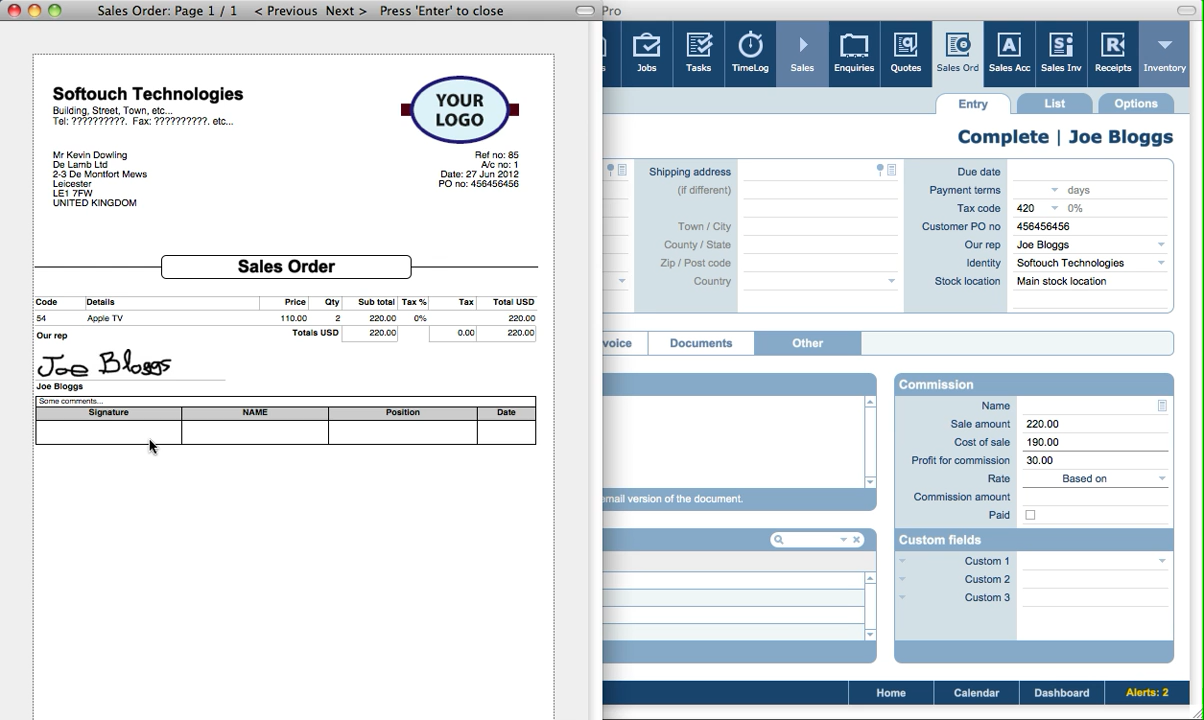 Sales Order: Page 1 / 1 < Previous Next > Press 'Enter' to close
Softouch Technologies
Building, Street, Town, etc...
Tel: ??????????. Fax: ??????????. etc...
YOUR
LOGO
Mr Kevin Dowling
De Lamb Ltd
2-3 De Montfort Mews
Leicester
LE1 7FW
UNITED KINGDOM
Ref no: 85
A/c no: 1
Date: 27 Jun 2012
PO no: 456456456
Sales Order
Code Details Price Qty Sub total Tax % Tax Total USD
54 Apple TV 110.00 2 220.00 0% 220.00
Our rep Totals USD 220.00 0.00 220.00
Joe Bloggs
Joe Bloggs
Some comments...
Signature NAME Position Date
Pro
s Jobs Tasks TimeLog Sales Enquiries Quotes Sales Ord Sales Acc Sales Inv Receipts Inventory
Entry List Options
Complete | Joe Bloggs
Shipping address
(if different)
Town / City
County / State
Zip / Post code
Country
Due date
Payment terms days
Tax code 420 0%
Customer PO no 456456456
Our rep Joe Bloggs
Identity Softouch Technologies
Stock location Main stock location
voice Documents Other
email version of the document.
Commission
Name
Sale amount 220.00
Cost of sale 190.00
Profit for commission 30.00
Rate Based on
Commission amount
Paid
Custom fields
Custom 1
Custom 2
Custom 3
Home Calendar Dashboard Alerts: 2